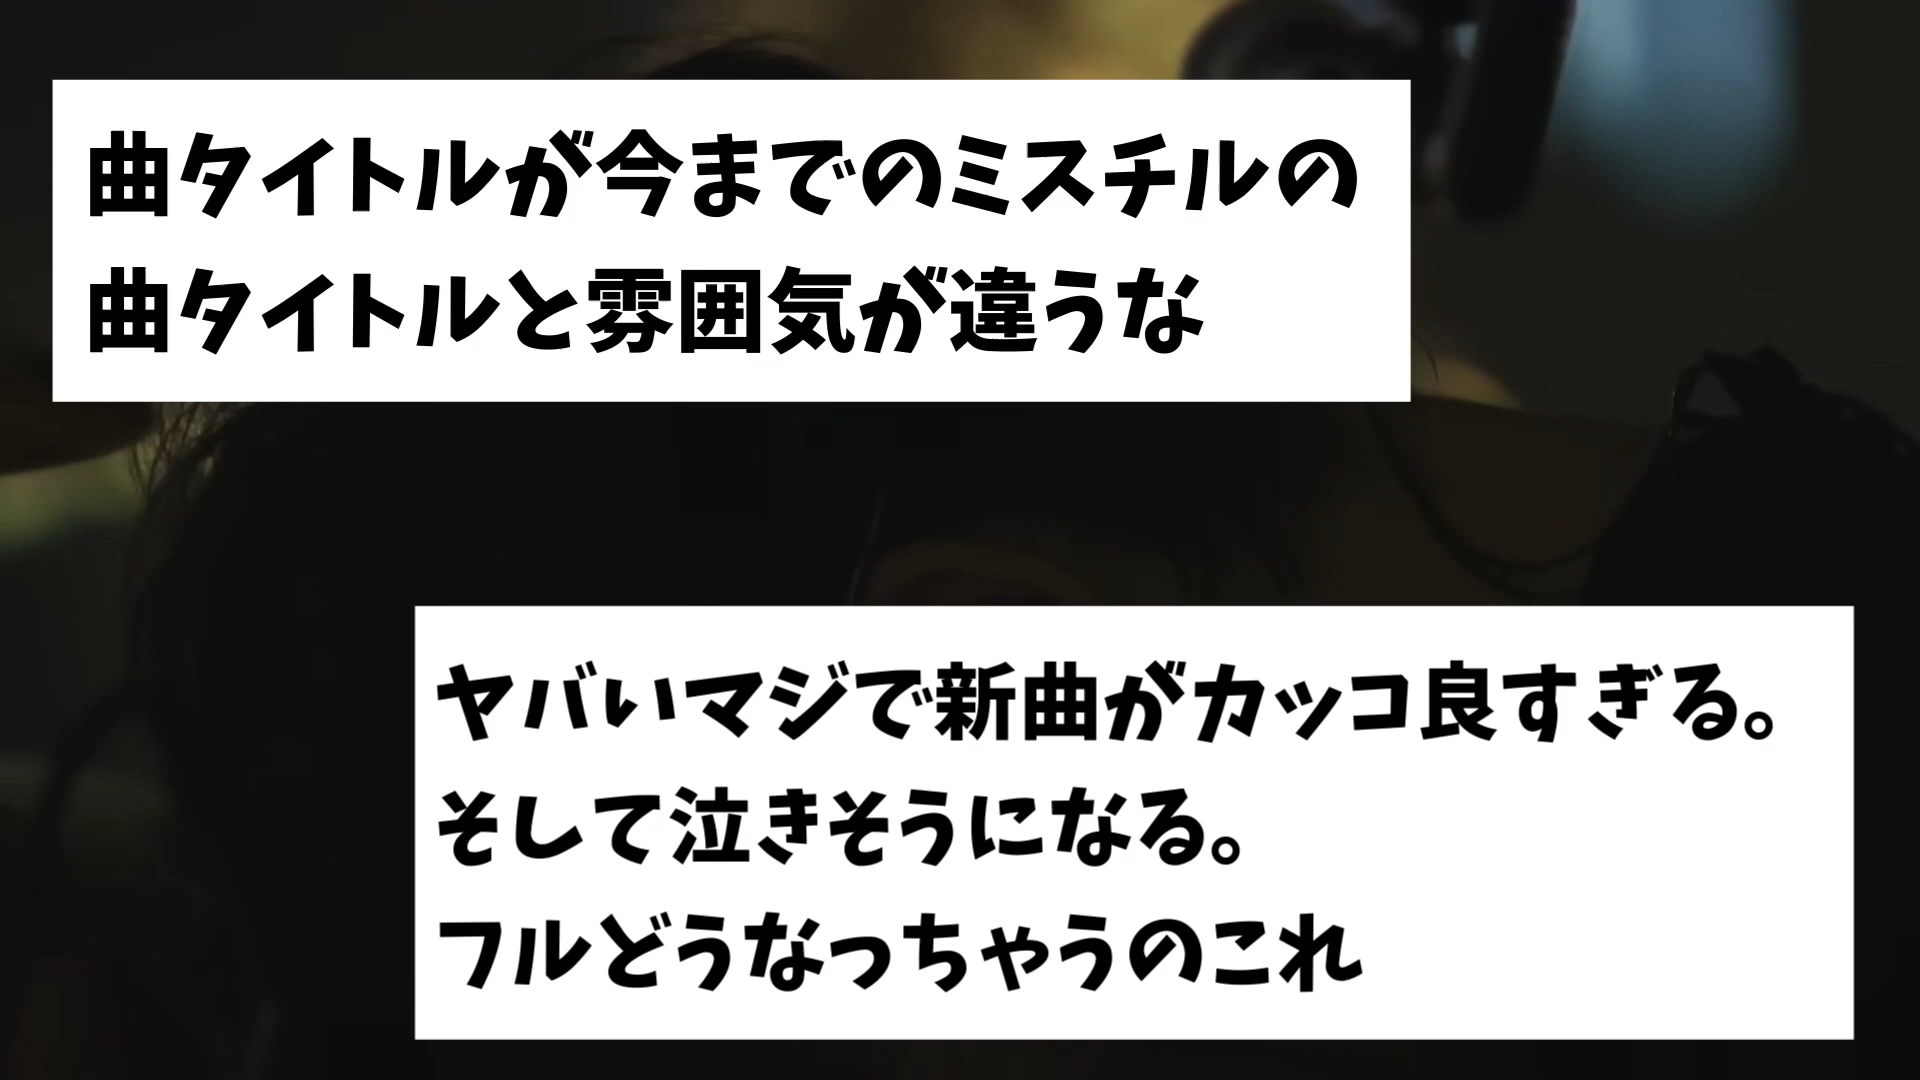 曲タイトルが今までのミスチルの
曲タイトルと雰囲気が違うな
ヤバいマジで新曲がカッコ良すぎる。
そして泣きそうになる。
フルどうなっちゃうのこれ